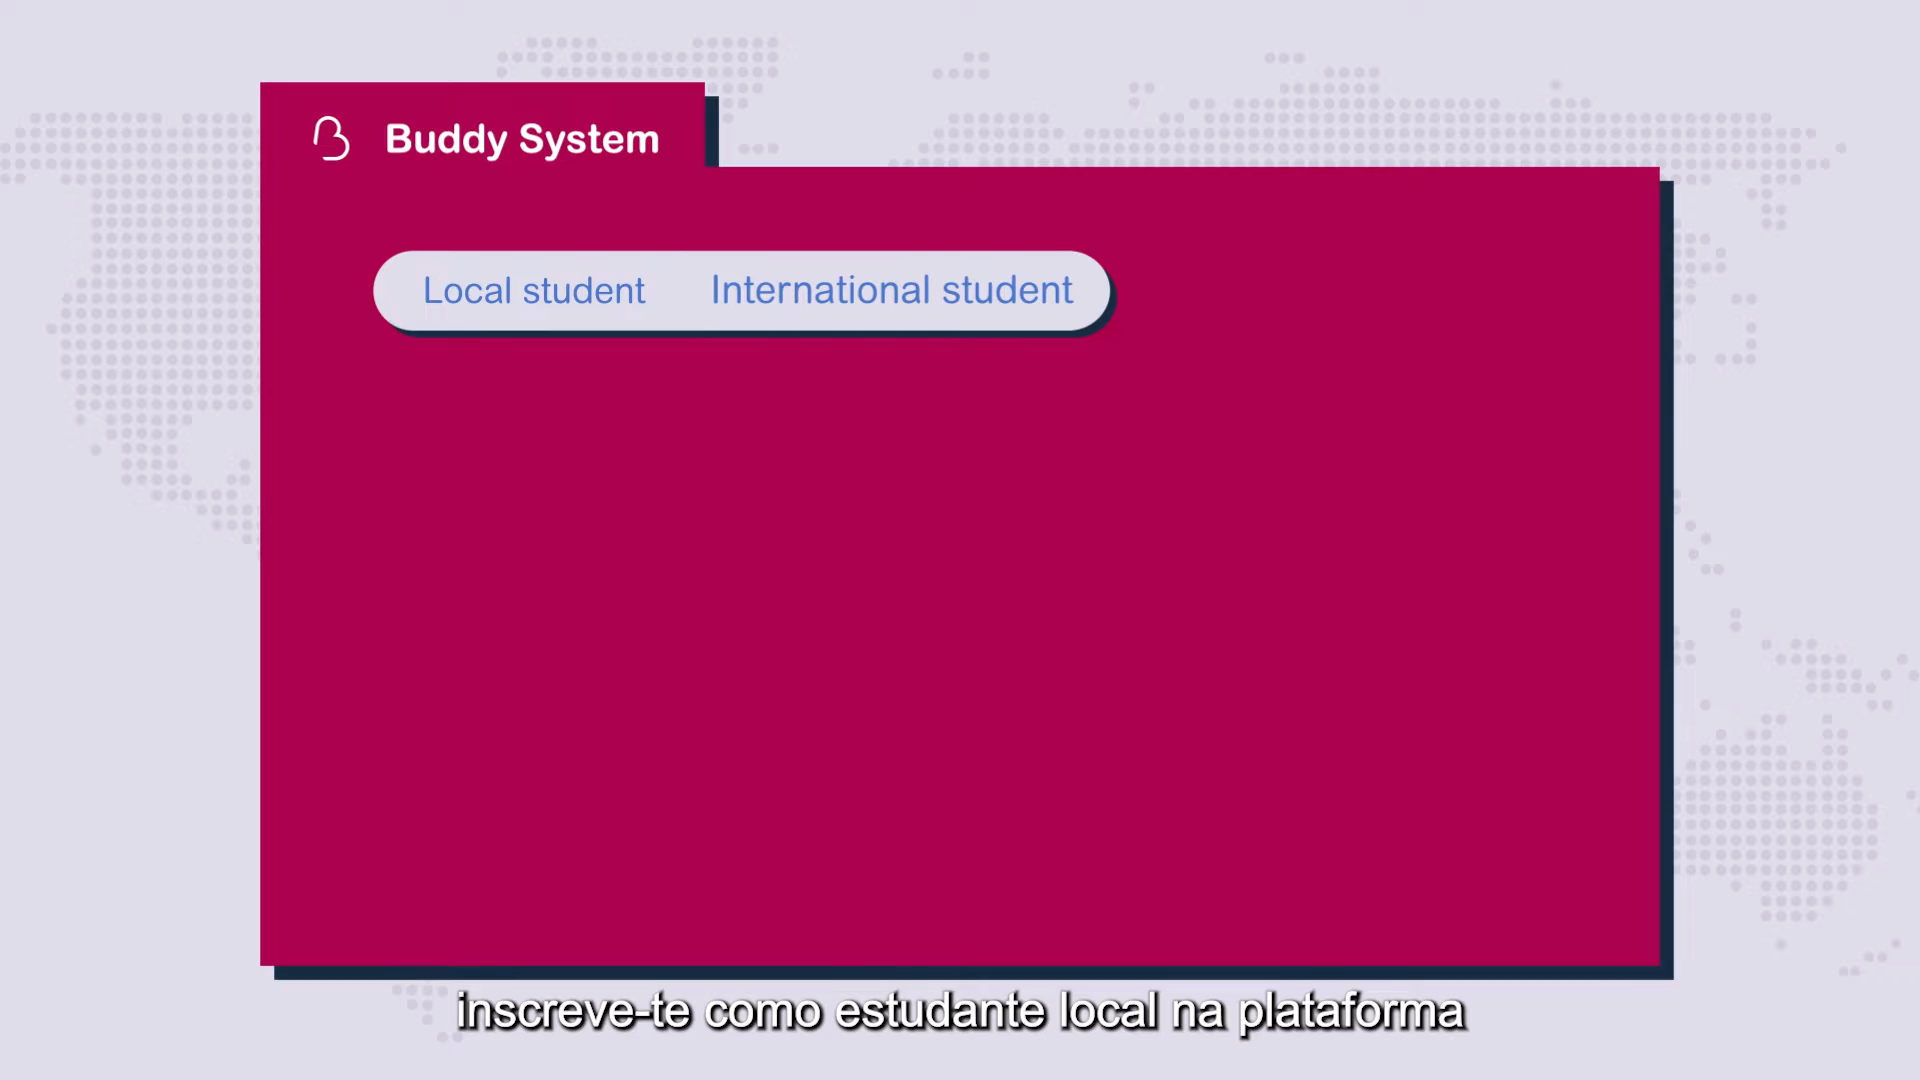 Buddy System
Local student International student
inscreve-te como estudante local na plataforma